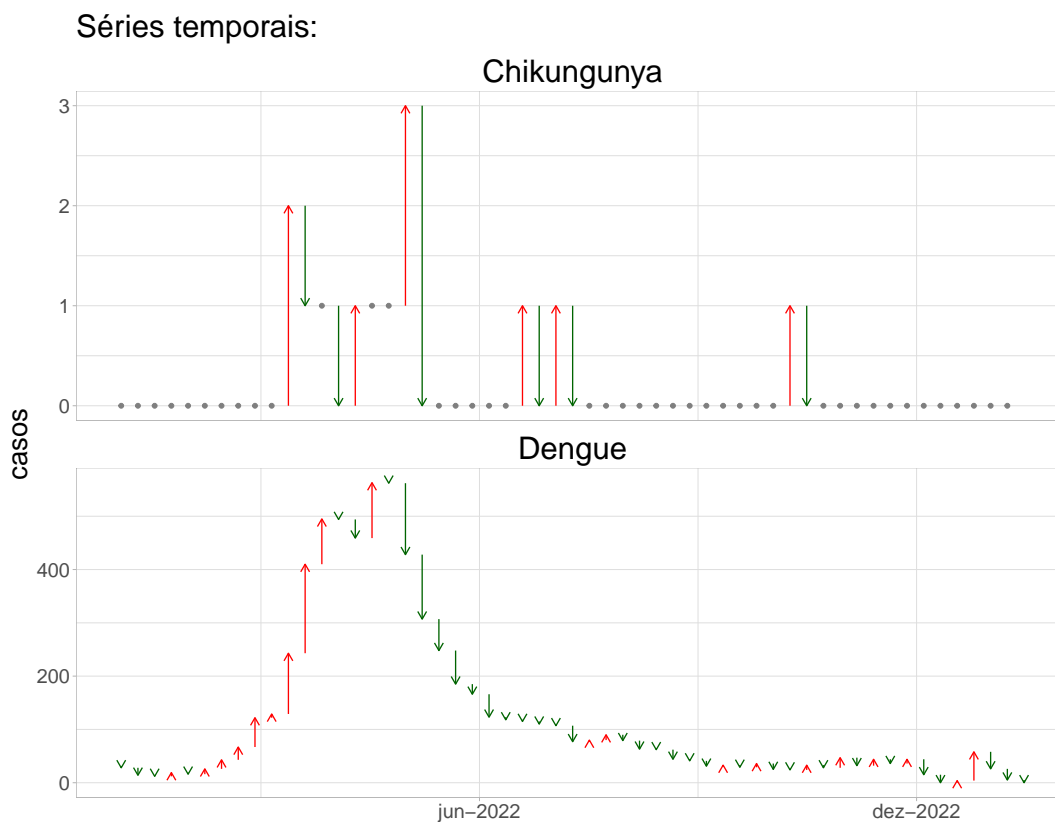 Séries temporais:
Chikungunya
3
2
1
0
casos
Dengue
400
200
0
jun−2022
dez−2022